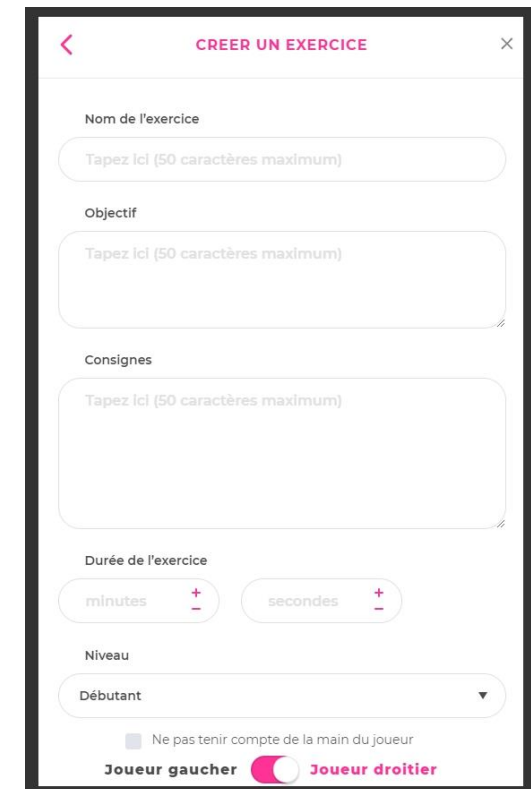 CREER UN EXERCICE
Nom de l'exercice
Tapez ici (50 caractères maximum)
Objectif
Tapez ici (50 caractères maximum)
Consignes
Tapez ici (50 caractères maximum)
Durée de l'exercice
minutes + − secondes + −
Niveau
Débutant
Ne pas tenir compte de la main du joueur
Joueur gaucher Joueur droitier